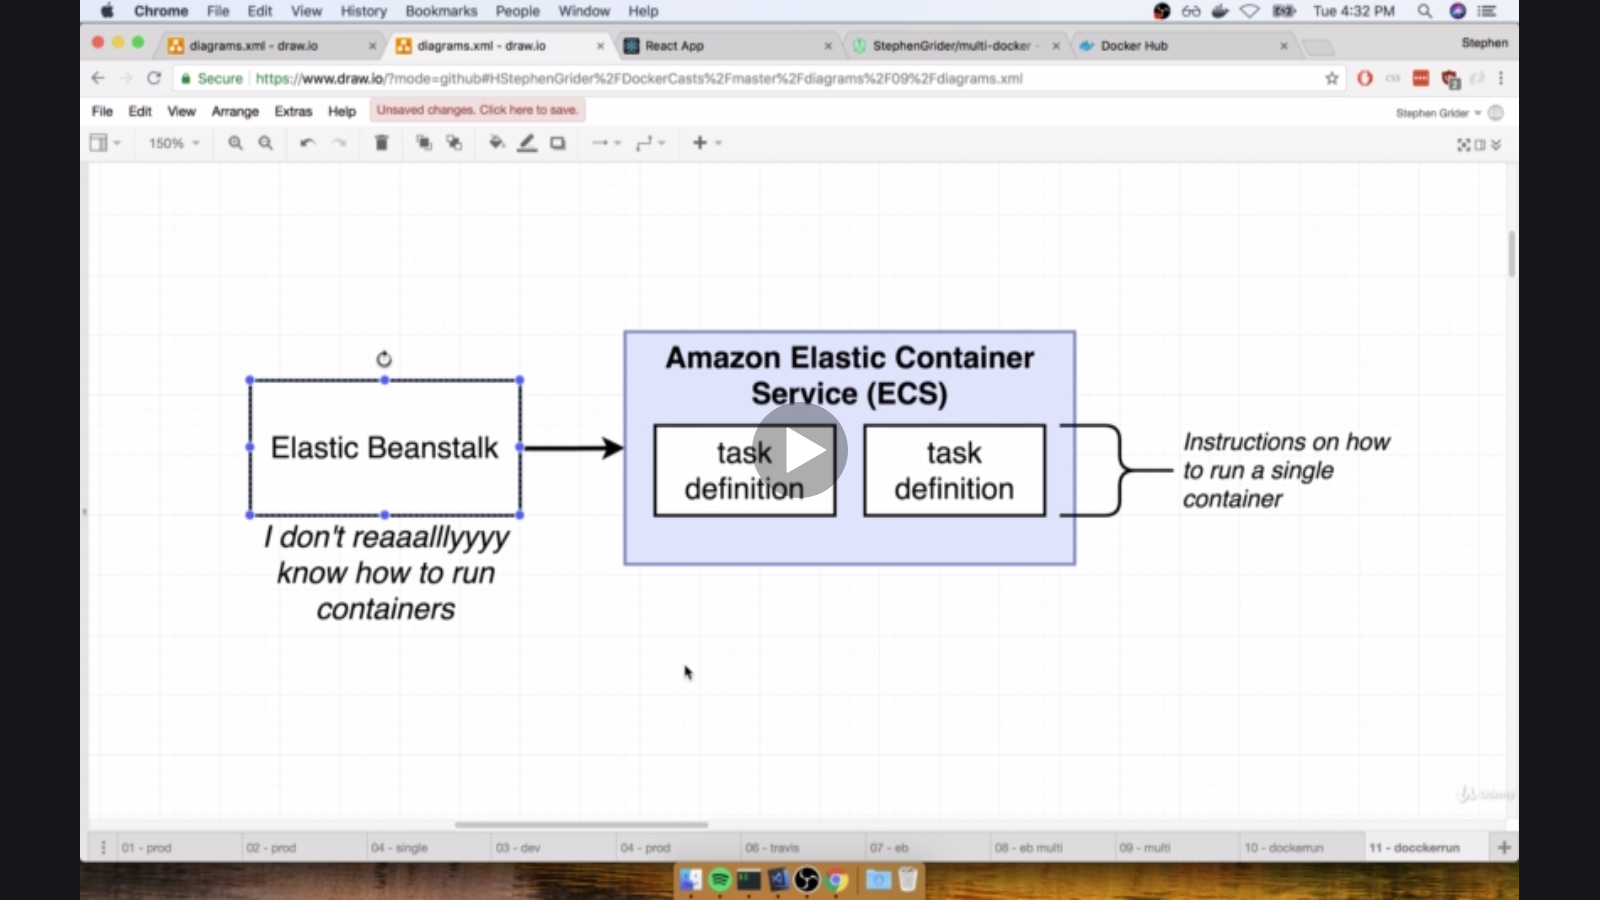 Chrome File Edit View History Bookmarks People Window Help Tue 4:32 PM
diagrams.xml - draw.io diagrams.xml - draw.io React App StephenGrider/multi-docker - Docker Hub Stephen
Secure https://www.draw.io/?mode=github#HStephenGrider%2FDockerCasts%2Fmaster%2Fdiagrams%2F09%2Fdiagrams.xml
File Edit View Arrange Extras Help Unsaved changes. Click here to save. Stephen Grider
150%
Amazon Elastic Container
Service (ECS)
Elastic Beanstalk
task
definition
task
definition
Instructions on how
to run a single
container
I don't reaaalllyyyy
know how to run
containers
Udemy
01 - prod 02 - prod 04 - single 03 - dev 04 - prod 06 - travis 07 - eb 08 - eb multi 09 - multi 10 - dockerrun 11 - docckerrun